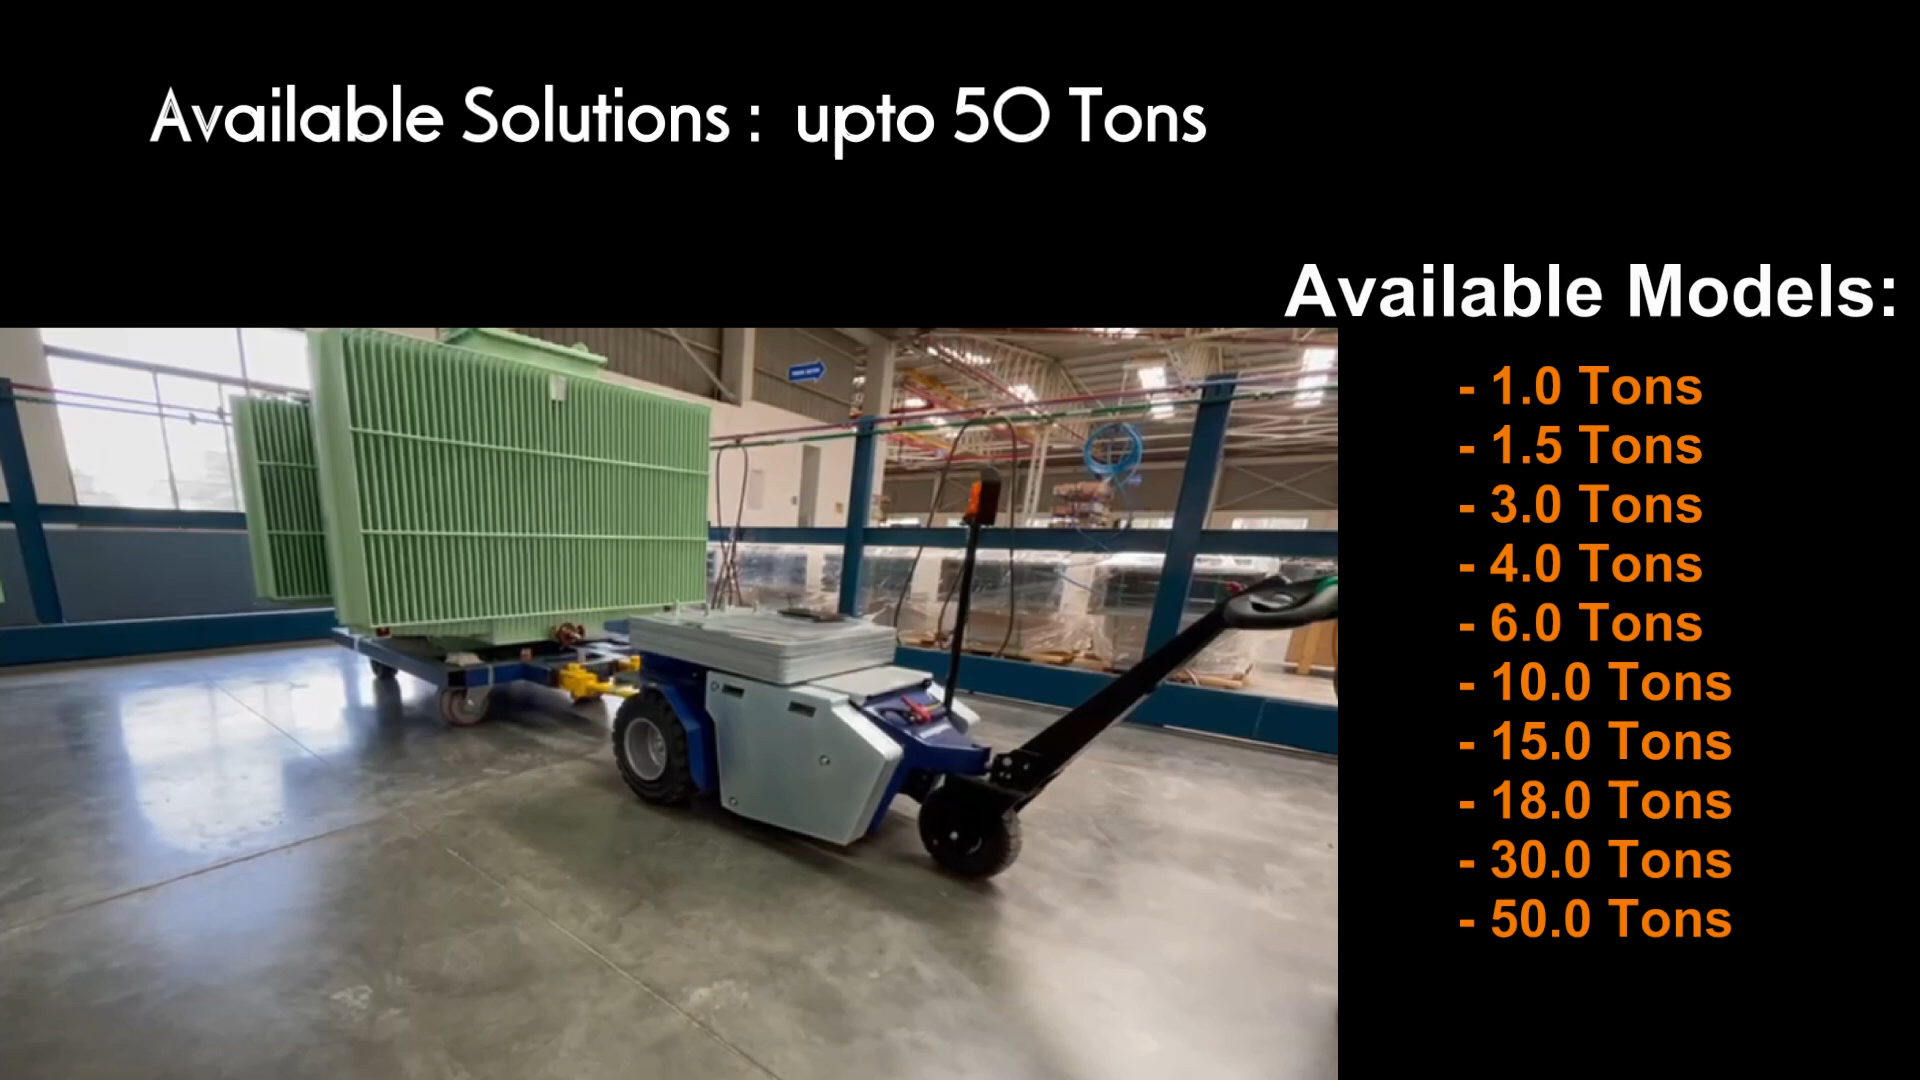 Available Solutions : upto 50 Tons
Available Models:
- 1.0 Tons
- 1.5 Tons
- 3.0 Tons
- 4.0 Tons
- 6.0 Tons
- 10.0 Tons
- 15.0 Tons
- 18.0 Tons
- 30.0 Tons
- 50.0 Tons